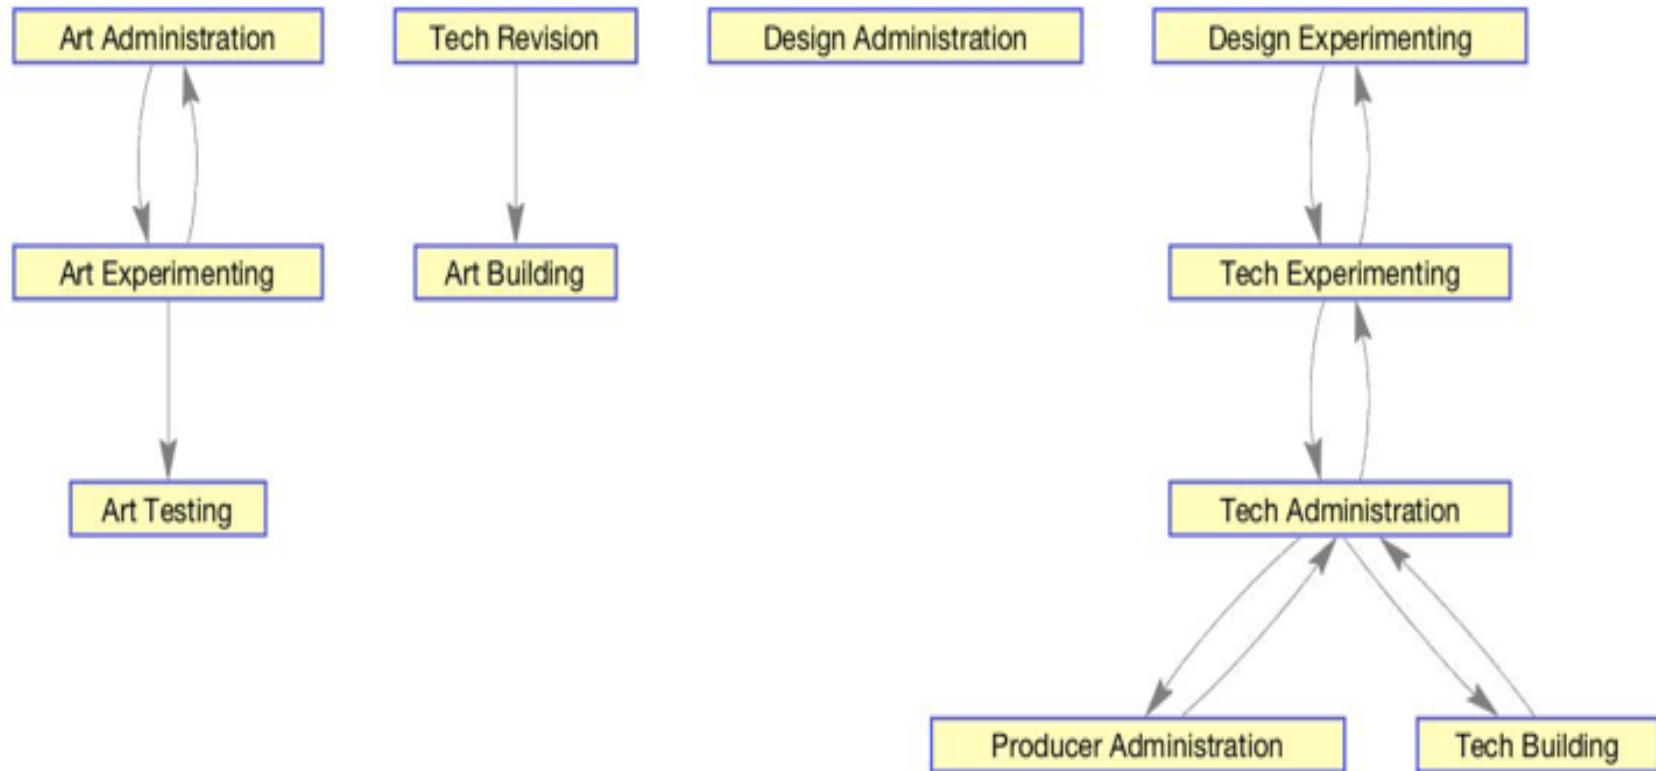 Art Administration
Tech Revision
Design Administration
Design Experimenting
Art Experimenting
Art Building
Tech Experimenting
Art Testing
Tech Administration
Producer Administration
Tech Building